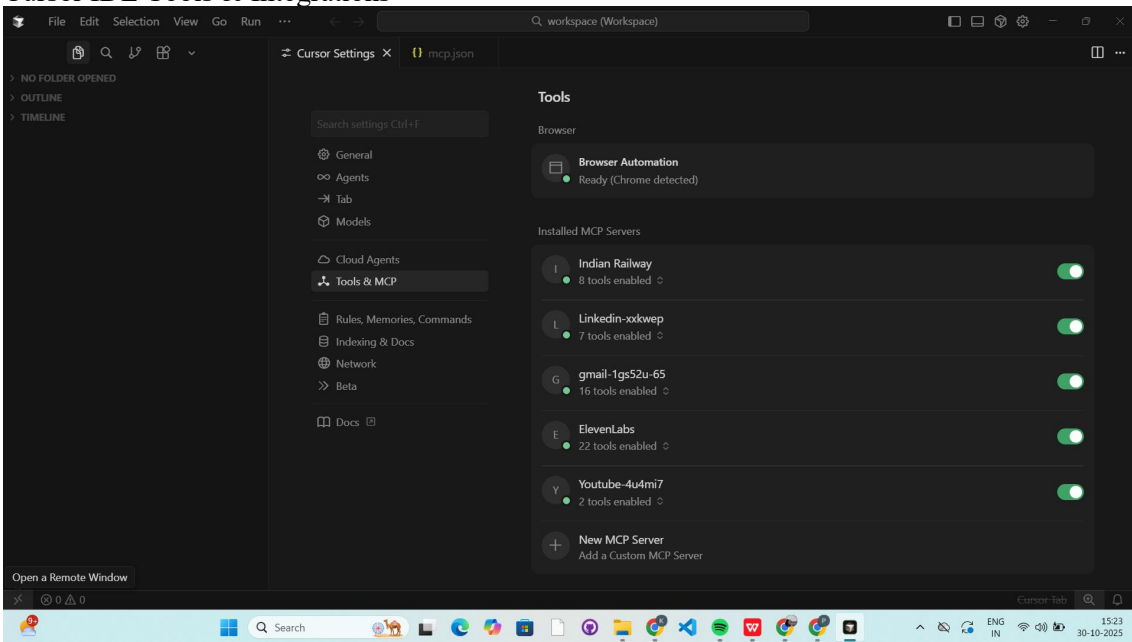 File Edit Selection View Go Run ...
workspace (Workspace)
Cursor Settings
{} mcp.json
> NO FOLDER OPENED
> OUTLINE
> TIMELINE
Search settings Ctrl+F
General
Agents
Tab
Models
Cloud Agents
Tools & MCP
Rules, Memories, Commands
Indexing & Docs
Network
Beta
Docs
Tools
Browser
Browser Automation
Ready (Chrome detected)
Installed MCP Servers
I
Indian Railway
8 tools enabled
L
Linkedin-xxkwep
7 tools enabled
G
gmail-1gs52u-65
16 tools enabled
E
ElevenLabs
22 tools enabled
Y
Youtube-4u4mi7
2 tools enabled
New MCP Server
Add a Custom MCP Server
Open a Remote Window
0 0
Cursor Tab
9+
Search
ENG
IN
15:23
30-10-2025